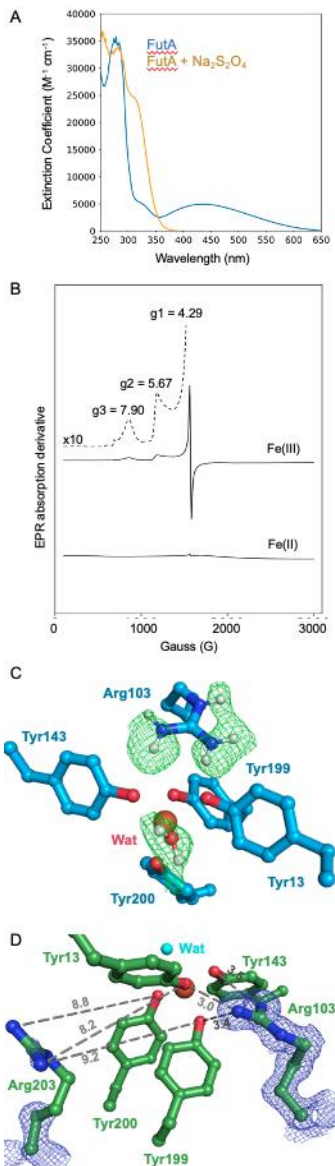 A
FutA
FutA + Na₂S₂O₄
Extinction Coefficient (M⁻¹ cm⁻¹)
40000
35000
30000
25000
20000
15000
10000
5000
0
250 300 350 400 450 500 550 600 650
Wavelength (nm)
B
g1 = 4.29
g2 = 5.67
g3 = 7.90
x10
Fe(III)
Fe(II)
EPR absorption derivative
0 1000 2000 3000
Gauss (G)
C
Arg103
Tyr143
Tyr199
Wat
Tyr13
Tyr200
D
Wat
Tyr13
Tyr143
8.8
3.0
Arg103
8.2
3.4
9.2
Arg203
Tyr200
Tyr199